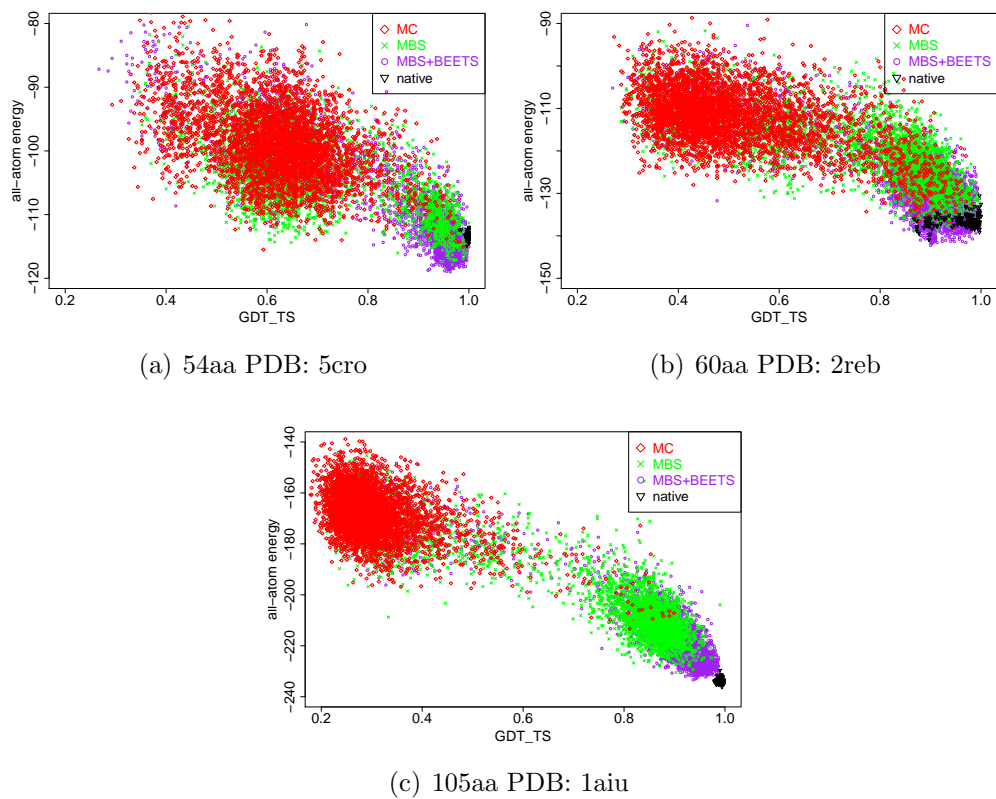 −80
−90
−100
−110
−120
all−atom energy
MC
MBS
MBS+BEETS
native
0.2 0.4 0.6 0.8 1.0
GDT_TS
(a) 54aa PDB: 5cro
−90
−110
−130
−150
all−atom energy
MC
MBS
MBS+BEETS
native
0.2 0.4 0.6 0.8 1.0
GDT_TS
(b) 60aa PDB: 2reb
−140
−160
−180
−200
−220
−240
all−atom energy
MC
MBS
MBS+BEETS
native
0.2 0.4 0.6 0.8 1.0
GDT_TS
(c) 105aa PDB: 1aiu